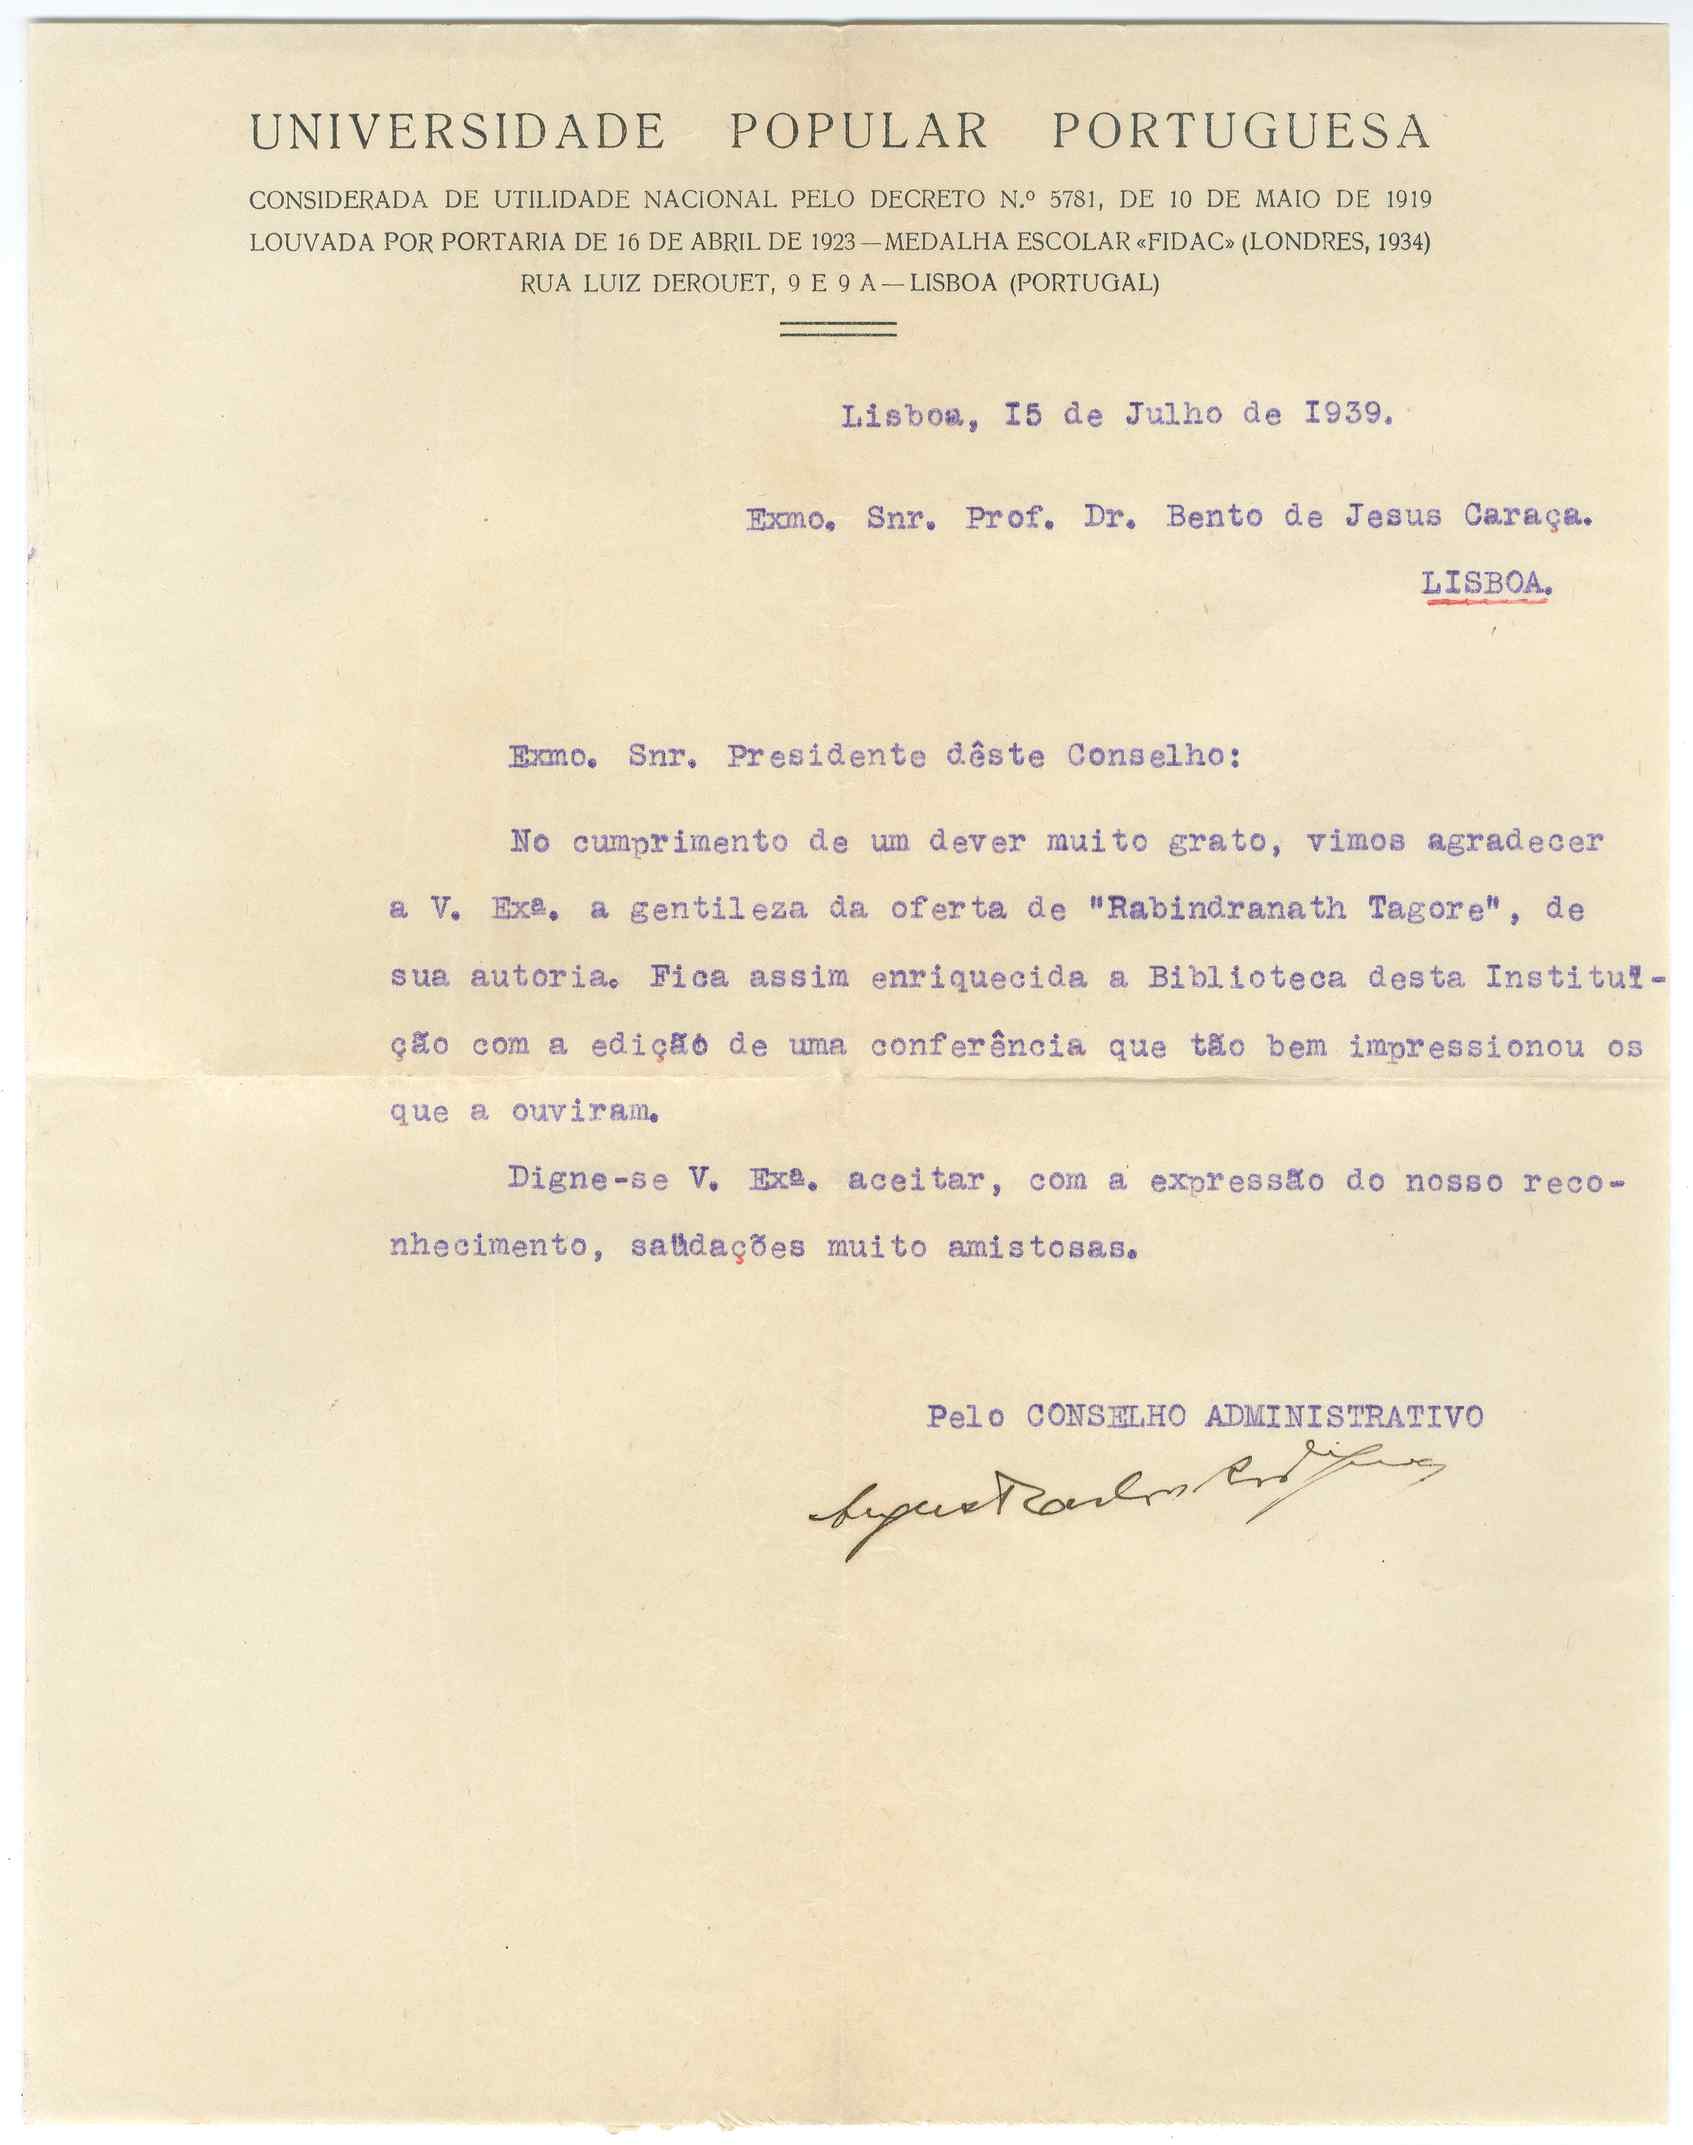 UNIVERSIDADE POPULAR PORTUGUESA
CONSIDERADA DE UTILIDADE NACIONAL PELO DECRETO N.º 5781, DE 10 DE MAIO DE 1919
LOUVADA POR PORTARIA DE 16 DE ABRIL DE 1923—MEDALHA ESCOLAR «FIDAC» (LONDRES, 1934)
RUA LUIZ DEROUET, 9 E 9 A—LISBOA (PORTUGAL)
Lisboa, I5 de Julho de I939.
Exmo. Snr. Prof. Dr. Bento de Jesus Caraça.
LISBOA.
Exmo. Snr. Presidente dêste Conselho:
No cumprimento de um dever muito grato, vimos agradecer
a V. Exª. a gentileza da oferta de "Rabindranath Tagore", de
sua autoria. Fica assim enriquecida a Biblioteca desta Instituï-
ção com a edição de uma conferência que tão bem impressionou os
que a ouviram.
Digne-se V. Exª. aceitar, com a expressão do nosso reco-
nhecimento, saüdações muito amistosas.
Pelo CONSELHO ADMINISTRATIVO
Rodrigues